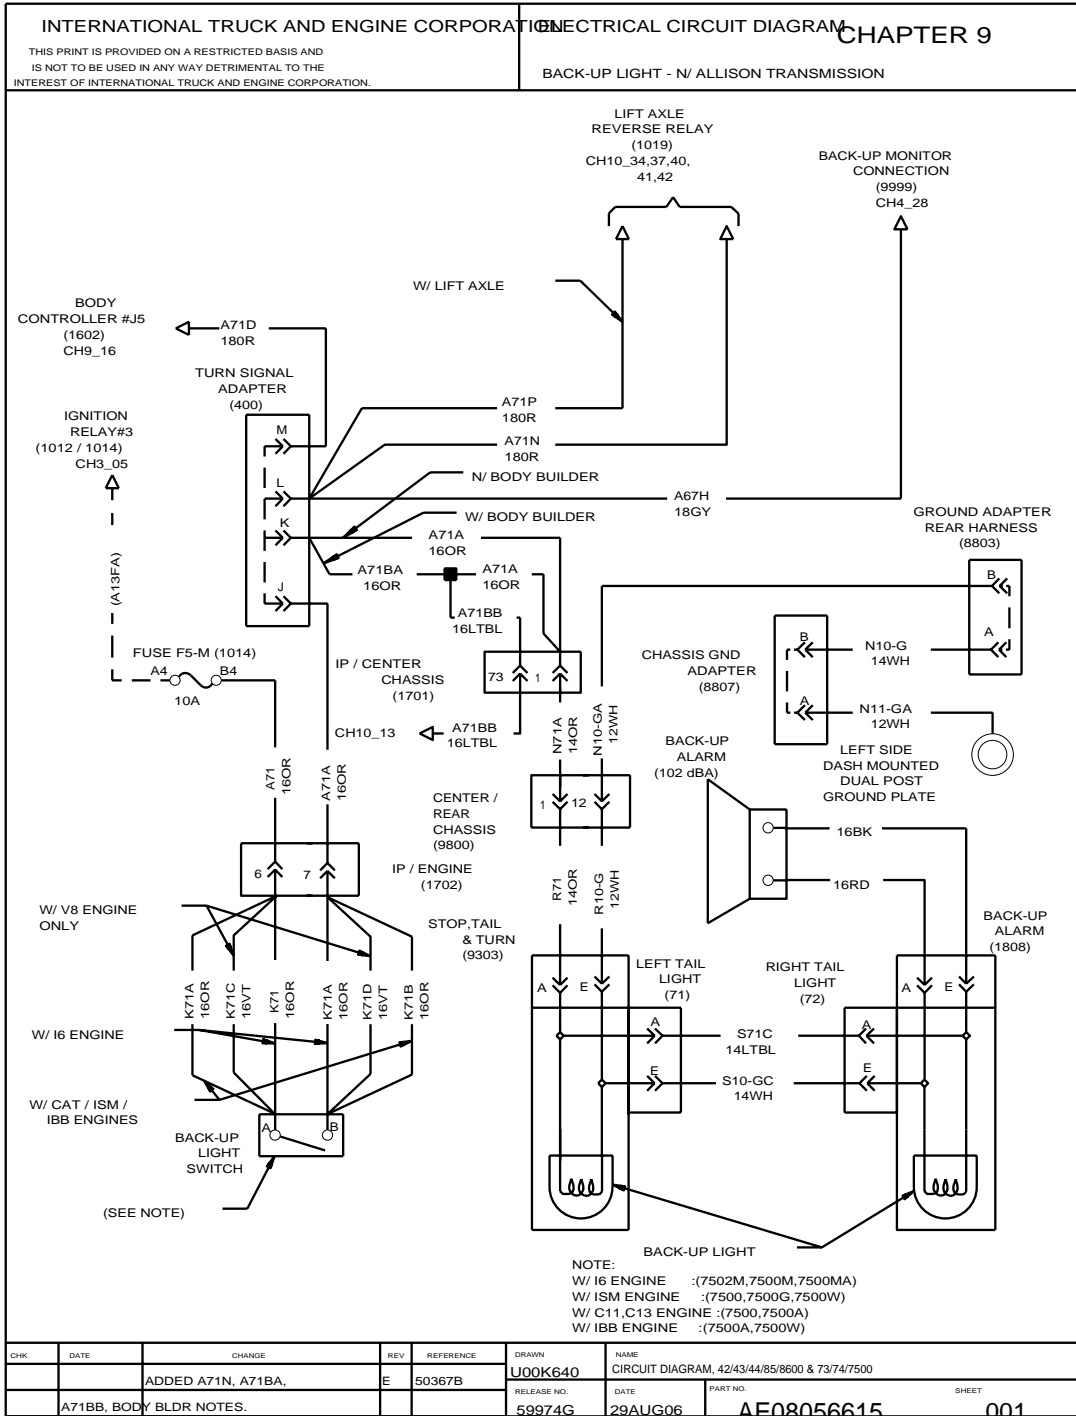 INTERNATIONAL TRUCK AND ENGINE CORPORATION
THIS PRINT IS PROVIDED ON A RESTRICTED BASIS AND
IS NOT TO BE USED IN ANY WAY DETRIMENTAL TO THE
INTEREST OF INTERNATIONAL TRUCK AND ENGINE CORPORATION.
ELECTRICAL CIRCUIT DIAGRAM
CHAPTER 9
BACK-UP LIGHT - N/ ALLISON TRANSMISSION
LIFT AXLE
REVERSE RELAY
(1019)
CH10_34,37,40,
41,42
BACK-UP MONITOR
CONNECTION
(9999)
CH4_28
W/ LIFT AXLE
BODY
CONTROLLER #J5
(1602)
CH9_16
A71D
180R
TURN SIGNAL
ADAPTER
(400)
IGNITION
RELAY#3
(1012 / 1014)
CH3_05
M
L
K
J
A71P
180R
A71N
180R
N/ BODY BUILDER
A67H
18GY
W/ BODY BUILDER
A71A
16OR
A71BA
16OR
A71A
16OR
A71BB
16LTBL
GROUND ADAPTER
REAR HARNESS
(8803)
B
A
(A13FA)
FUSE F5-M (1014)
A4
B4
10A
IP / CENTER
CHASSIS
(1701)
73
1
CH10_13
A71BB
16LTBL
CHASSIS GND
ADAPTER
(8807)
B
A
N10-G
14WH
N11-GA
12WH
LEFT SIDE
DASH MOUNTED
DUAL POST
GROUND PLATE
N71A
14OR
N10-GA
12WH
BACK-UP
ALARM
(102 dBA)
A71
16OR
A71A
16OR
CENTER /
REAR
CHASSIS
(9800)
1
12
16BK
16RD
IP / ENGINE
(1702)
6
7
R71
14OR
R10-G
12WH
W/ V8 ENGINE
ONLY
STOP,TAIL
& TURN
(9303)
BACK-UP
ALARM
(1808)
LEFT TAIL
LIGHT
(71)
RIGHT TAIL
LIGHT
(72)
A
E
A
E
K71A
16OR
K71C
16VT
K71
16OR
K71A
16OR
K71D
16VT
K71B
16OR
W/ I6 ENGINE
A
S71C
14LTBL
A
E
S10-GC
14WH
E
W/ CAT / ISM /
IBB ENGINES
A
B
BACK-UP
LIGHT
SWITCH
(SEE NOTE)
BACK-UP LIGHT
NOTE:
W/ I6 ENGINE :(7502M,7500M,7500MA)
W/ ISM ENGINE :(7500,7500G,7500W)
W/ C11,C13 ENGINE :(7500,7500A)
W/ IBB ENGINE :(7500A,7500W)
CHK DATE CHANGE REV REFERENCE
ADDED A71N, A71BA, E 50367B
A71BB, BODY BLDR NOTES.
DRAWN
U00K640
NAME
CIRCUIT DIAGRAM, 42/43/44/85/8600 & 73/74/7500
RELEASE NO.
59974G
DATE
29AUG06
PART NO.
AE08056615
SHEET
001